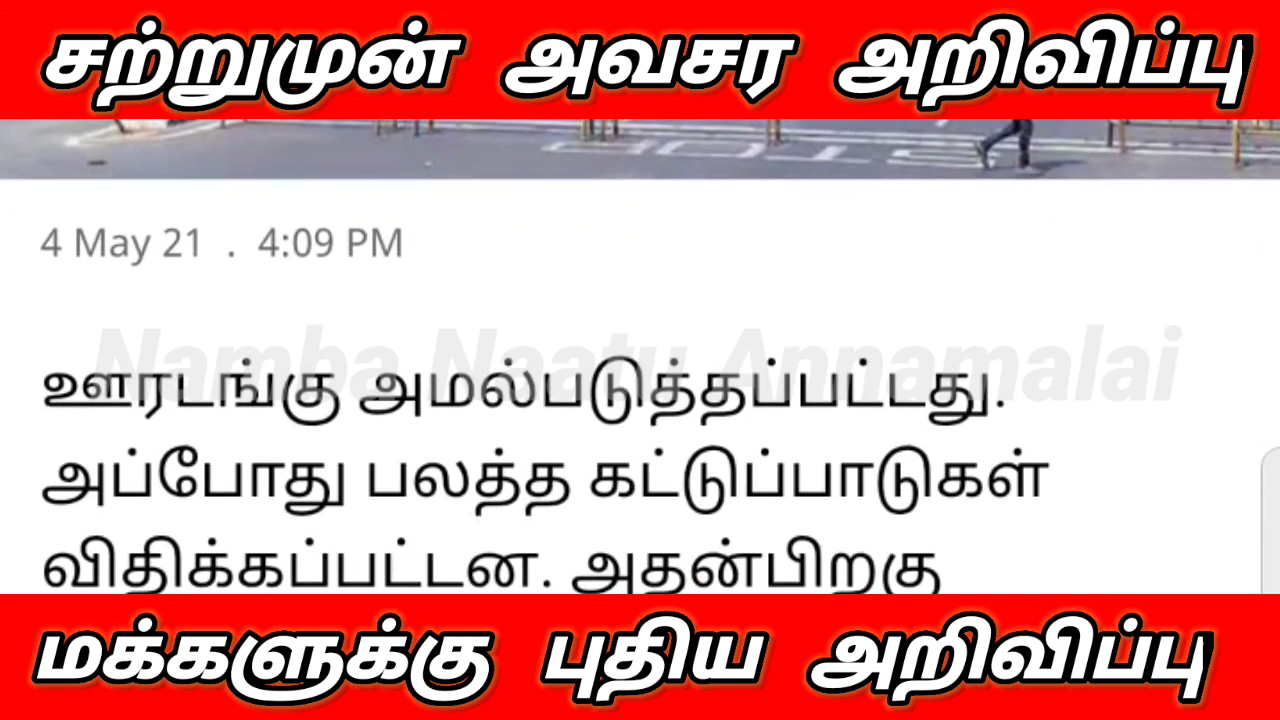 சற்றுமுன் அவசர அறிவிப்பு
STOP
4 May 21 . 4:09 PM
Namba Naatu Annamalai
ஊரடங்கு அமல்படுத்தப்பட்டது.
அப்போது பலத்த கட்டுப்பாடுகள்
விதிக்கப்பட்டன. அதன்பிறகு
மக்களுக்கு புதிய அறிவிப்பு